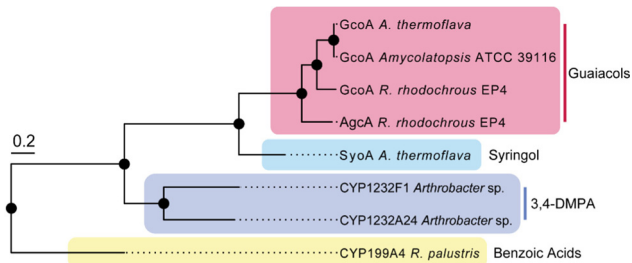 GcoA A. thermoflava
GcoA Amycolatopsis ATCC 39116
Guaiacols
GcoA R. rhodochrous EP4
AgcA R. rhodochrous EP4
0.2
SyoA A. thermoflava Syringol
CYP1232F1 Arthrobacter sp.
3,4-DMPA
CYP1232A24 Arthrobacter sp.
CYP199A4 R. palustris Benzoic Acids